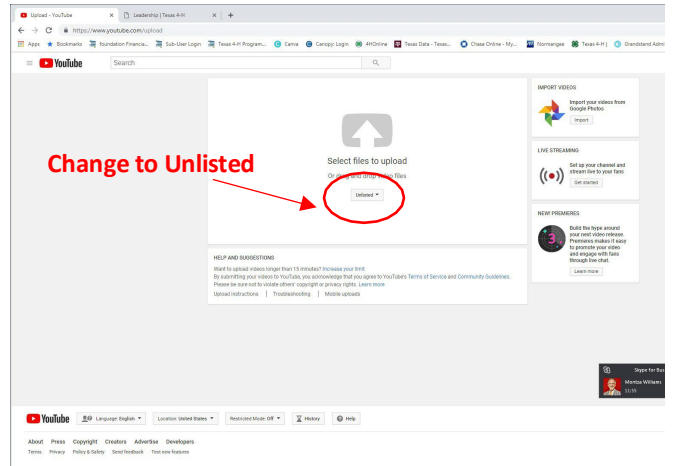 Upload - YouTube
Leadership | Texas 4-H
https://www.youtube.com/upload
Apps Bookmarks foundation Financia... Sub-User Login Texas 4-H Program... Canva Canopy: Login 4HOnline Texas Data - Texas... Chase Online - My... Normangee Texas 4-H | Grandstand Admi
YouTube
Search
Select files to upload
Or drag and drop video files
Unlisted
Change to Unlisted
IMPORT VIDEOS
Import your videos from
Google Photos
Import
LIVE STREAMING
Set up your channel and
stream live to your fans
Get started
NEW! PREMIERES
3
Build the hype around
your next video release.
Premieres makes it easy
to promote your video
and engage with fans
through live chat.
Learn more
HELP AND SUGGESTIONS
Want to upload videos longer than 15 minutes? Increase your limit
By submitting your videos to YouTube, you acknowledge that you agree to YouTube's Terms of Service and Community Guidelines.
Please be sure not to violate others' copyright or privacy rights. Learn more
Upload instructions | Troubleshooting | Mobile uploads
Skype for Bus
Montza Williams
11:55
YouTube
Language: English
Location: United States
Restricted Mode: Off
History
Help
About Press Copyright Creators Advertise Developers
Terms Privacy Policy & Safety Send feedback Test new features